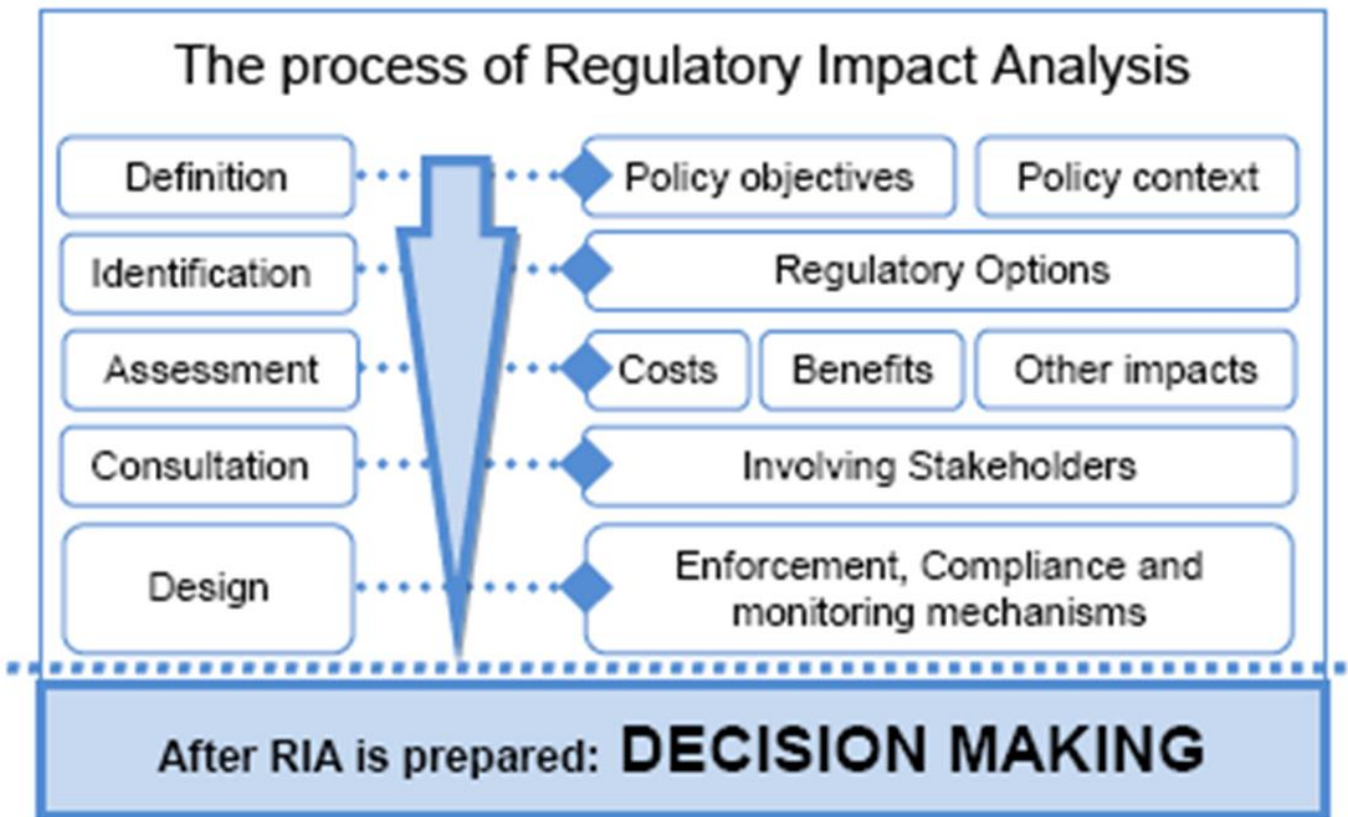 The process of Regulatory Impact Analysis
Definition
Policy objectives
Policy context
Identification
Regulatory Options
Assessment
Costs
Benefits
Other impacts
Consultation
Involving Stakeholders
Design
Enforcement, Compliance and
monitoring mechanisms
After RIA is prepared: DECISION MAKING